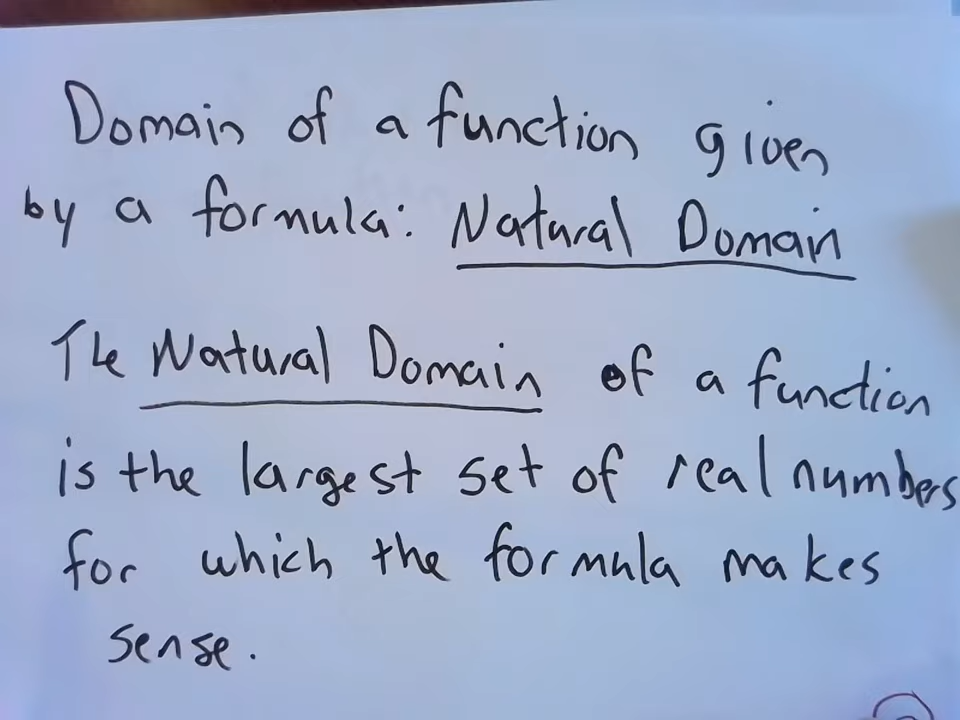 Domain of a function given
by a formula: Natural Domain
The Natural Domain of a function
is the largest set of real numbers
for which the formula makes
sense.